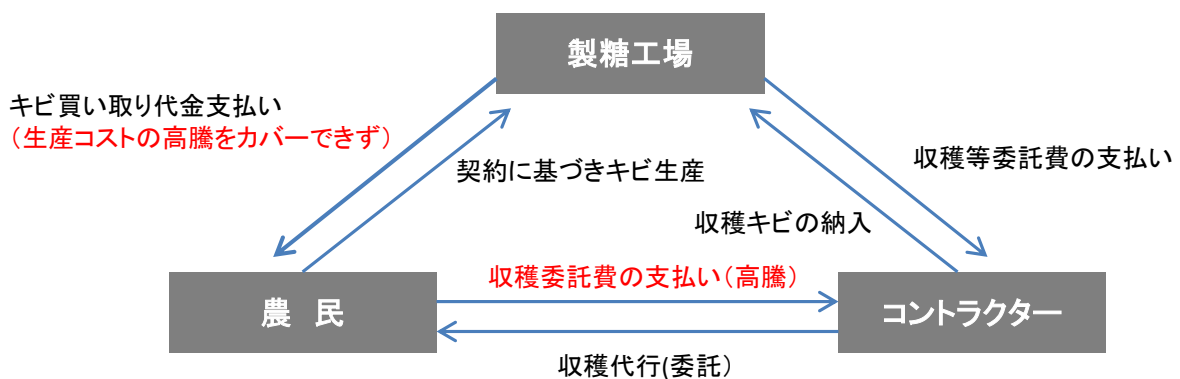 製糖工場
キビ買い取り代金支払い
（生産コストの高騰をカバーできず）
契約に基づきキビ生産
収穫等委託費の支払い
収穫キビの納入
収穫委託費の支払い（高騰）
農　民
コントラクター
収穫代行(委託）